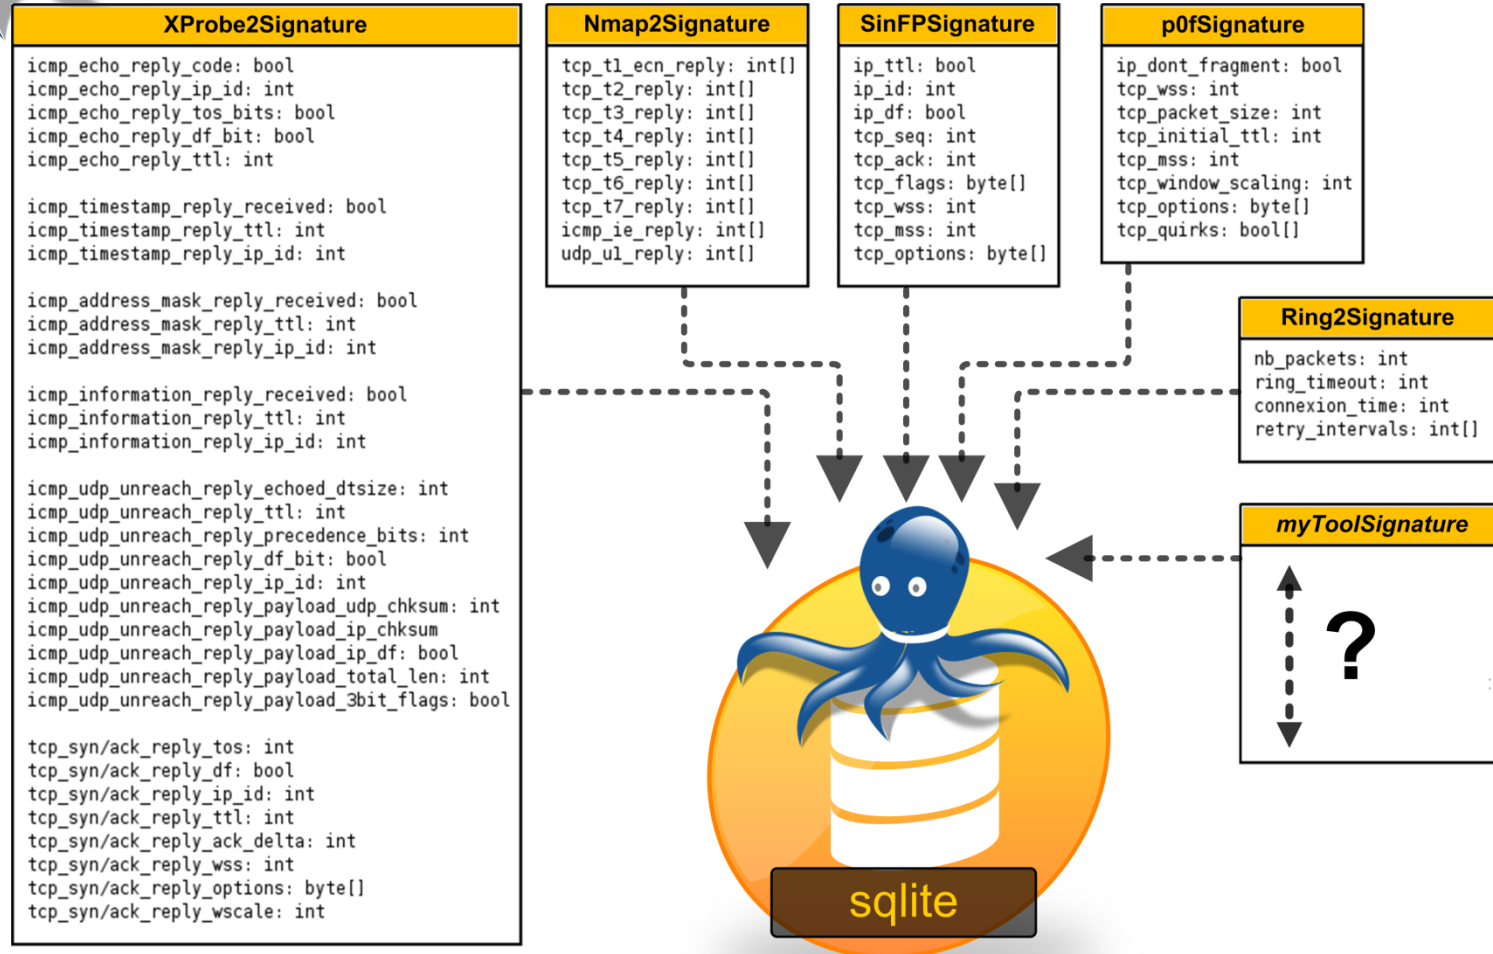 XProbe2Signature
icmp_echo_reply_code: bool
icmp_echo_reply_ip_id: int
icmp_echo_reply_tos_bits: bool
icmp_echo_reply_df_bit: bool
icmp_echo_reply_ttl: int
icmp_timestamp_reply_received: bool
icmp_timestamp_reply_ttl: int
icmp_timestamp_reply_ip_id: int
icmp_address_mask_reply_received: bool
icmp_address_mask_reply_ttl: int
icmp_address_mask_reply_ip_id: int
icmp_information_reply_received: bool
icmp_information_reply_ttl: int
icmp_information_reply_ip_id: int
icmp_udp_unreach_reply_echoed_dtsize: int
icmp_udp_unreach_reply_ttl: int
icmp_udp_unreach_reply_precedence_bits: int
icmp_udp_unreach_reply_df_bit: bool
icmp_udp_unreach_reply_ip_id: int
icmp_udp_unreach_reply_payload_udp_chksum: int
icmp_udp_unreach_reply_payload_ip_chksum
icmp_udp_unreach_reply_payload_ip_df: bool
icmp_udp_unreach_reply_payload_total_len: int
icmp_udp_unreach_reply_payload_3bit_flags: bool
tcp_syn/ack_reply_tos: int
tcp_syn/ack_reply_df: bool
tcp_syn/ack_reply_ip_id: int
tcp_syn/ack_reply_ttl: int
tcp_syn/ack_reply_ack_delta: int
tcp_syn/ack_reply_wss: int
tcp_syn/ack_reply_options: byte[]
tcp_syn/ack_reply_wscale: int
Nmap2Signature
tcp_t1_ecn_reply: int[]
tcp_t2_reply: int[]
tcp_t3_reply: int[]
tcp_t4_reply: int[]
tcp_t5_reply: int[]
tcp_t6_reply: int[]
tcp_t7_reply: int[]
icmp_ie_reply: int[]
udp_u1_reply: int[]
SinFPSignature
ip_ttl: bool
ip_id: int
ip_df: bool
tcp_seq: int
tcp_ack: int
tcp_flags: byte[]
tcp_wss: int
tcp_mss: int
tcp_options: byte[]
p0fSignature
ip_dont_fragment: bool
tcp_wss: int
tcp_packet_size: int
tcp_initial_ttl: int
tcp_mss: int
tcp_window_scaling: int
tcp_options: byte[]
tcp_quirks: bool[]
Ring2Signature
nb_packets: int
ring_timeout: int
connexion_time: int
retry_intervals: int[]
myToolSignature
?
sqlite